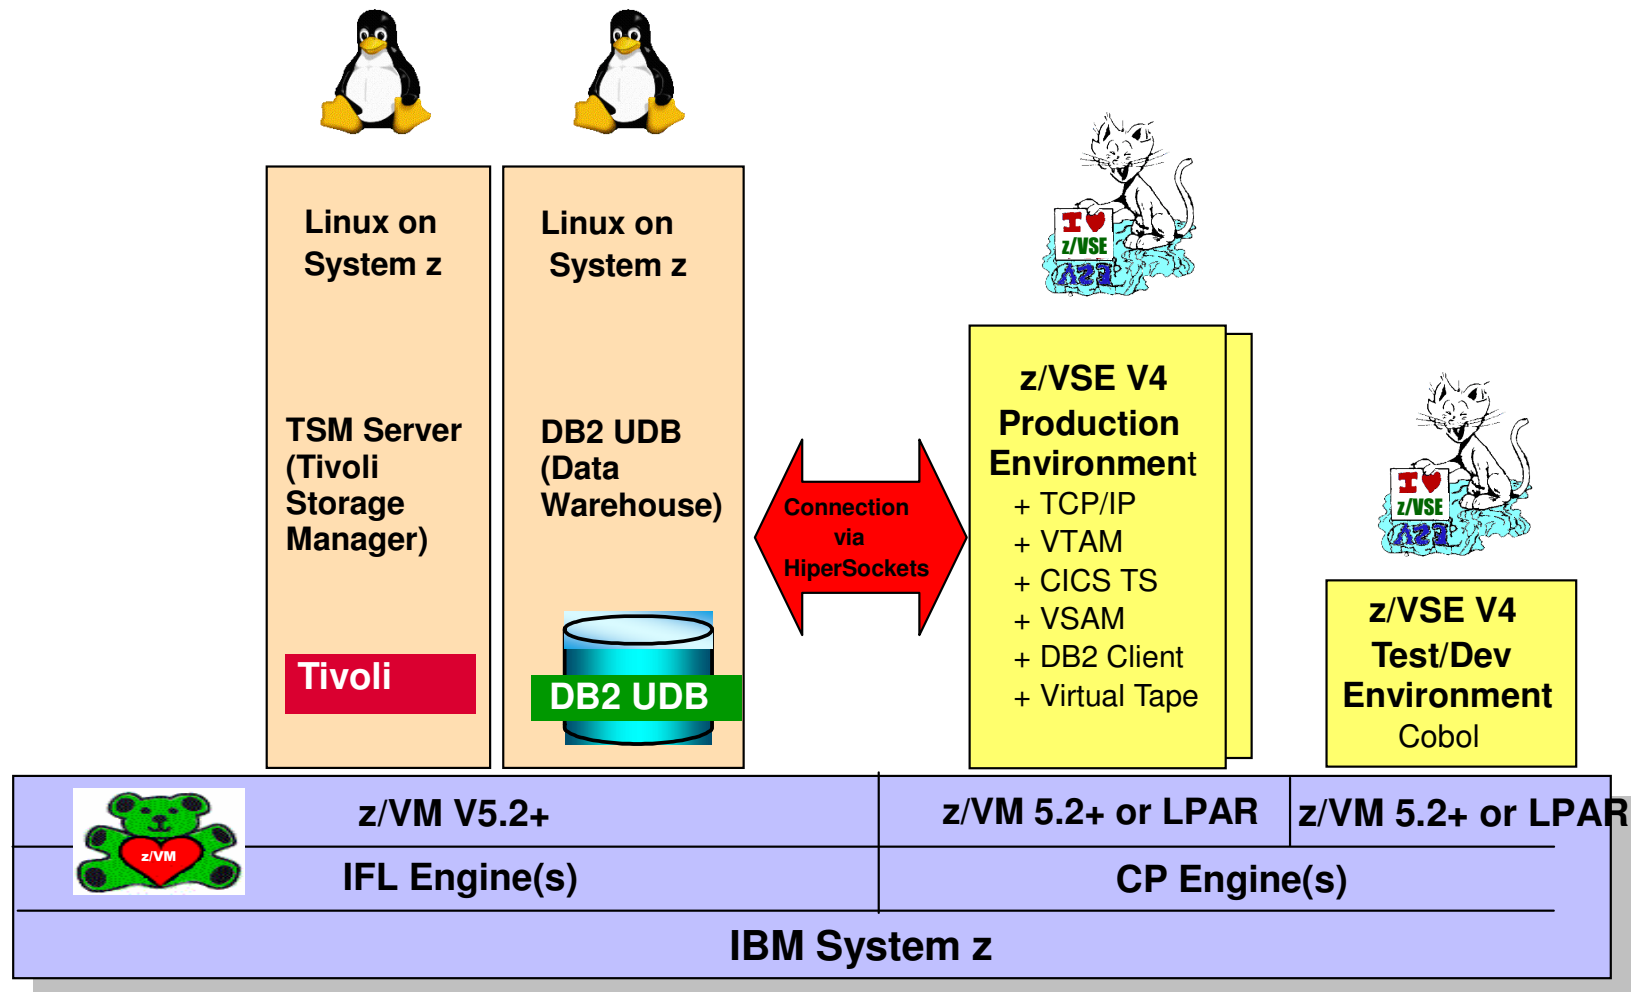 Linux on
System z
TSM Server
(Tivoli
Storage
Manager)
Tivoli
Linux on
System z
DB2 UDB
(Data
Warehouse)
DB2 UDB
Connection
via
HiperSockets
I ♥
z/VSE
z/VSE V4
Production
Environment
+ TCP/IP
+ VTAM
+ CICS TS
+ VSAM
+ DB2 Client
+ Virtual Tape
I ♥
z/VSE
z/VSE V4
Test/Dev
Environment
Cobol
z/VM
z/VM V5.2+
z/VM 5.2+ or LPAR
z/VM 5.2+ or LPAR
IFL Engine(s)
CP Engine(s)
IBM System z